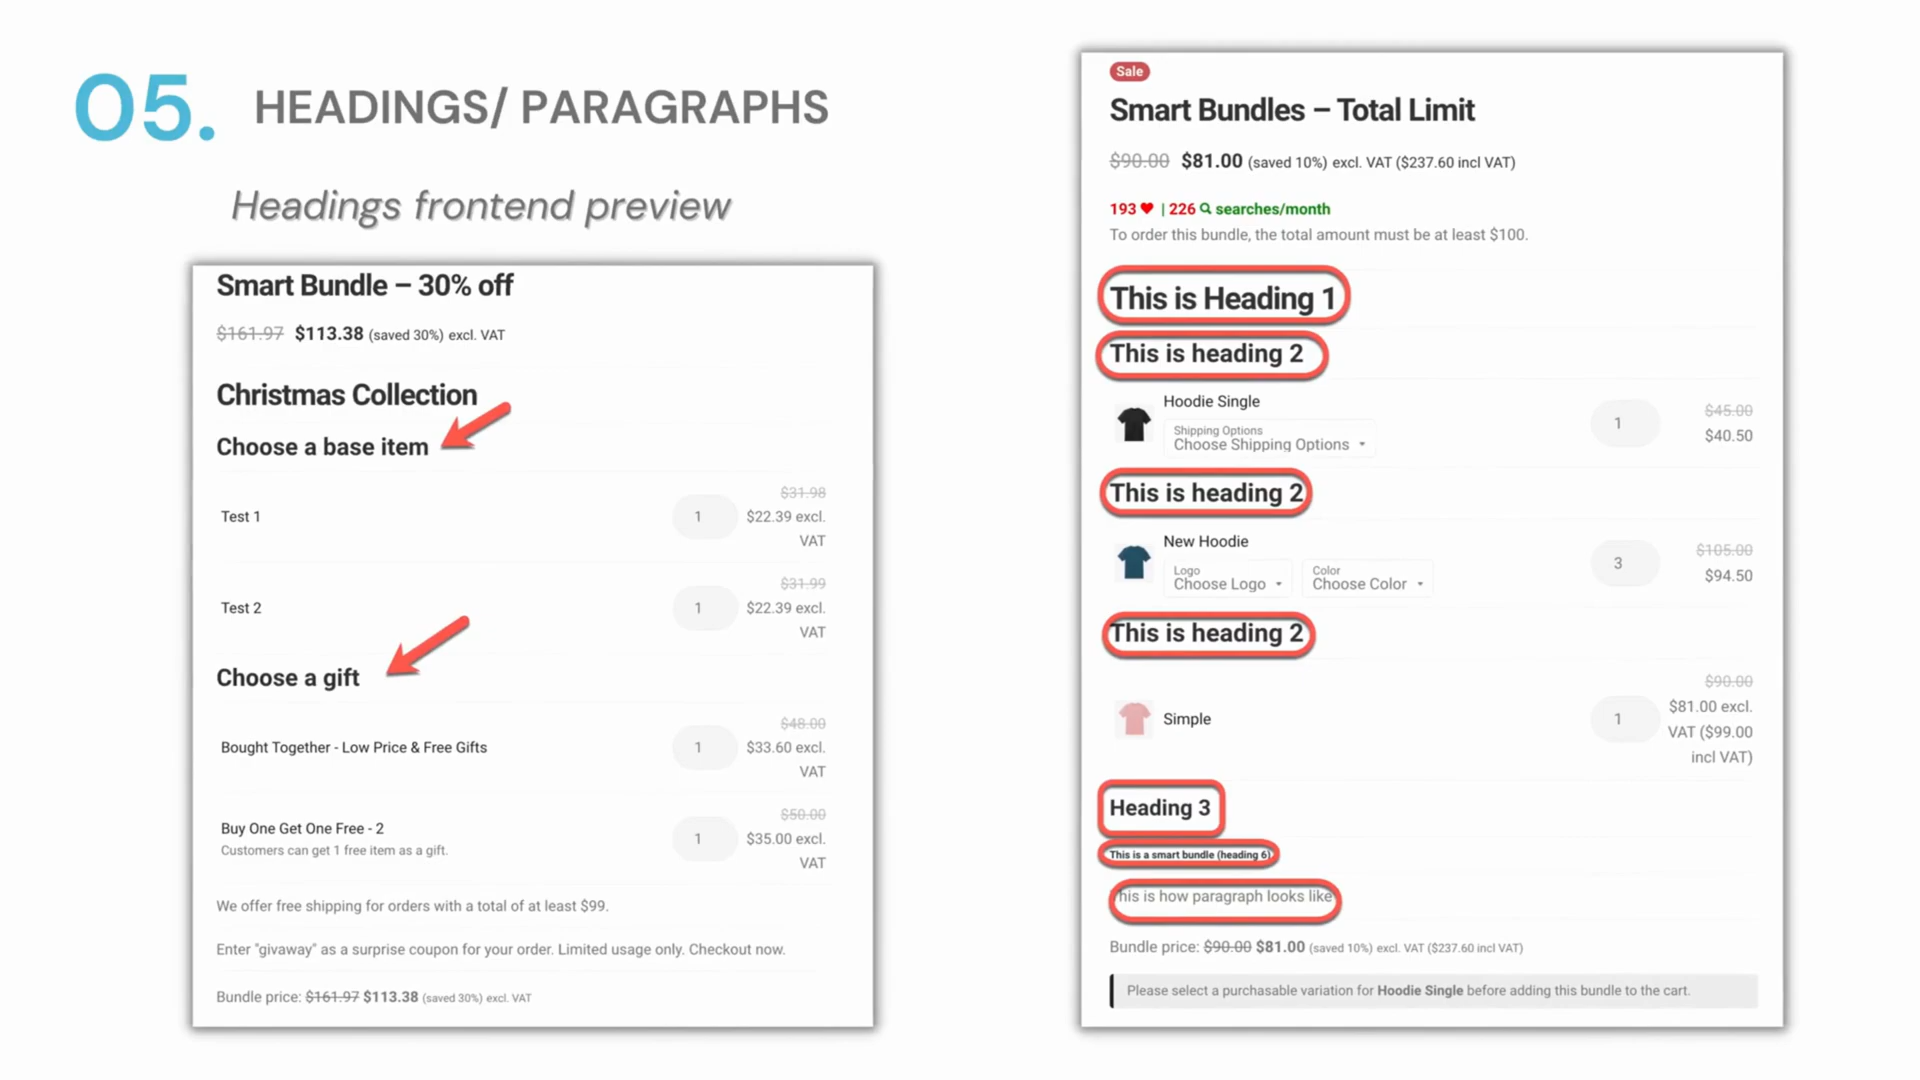 05. HEADINGS/ PARAGRAPHS
Headings frontend preview
Smart Bundle – 30% off
$161.97 $113.38 (saved 30%) excl. VAT
Christmas Collection
Choose a base item
Test 1
1
$31.98
$22.39 excl.
VAT
Test 2
1
$31.99
$22.39 excl.
VAT
Choose a gift
Bought Together - Low Price & Free Gifts
1
$48.00
$33.60 excl.
VAT
Buy One Get One Free - 2
Customers can get 1 free item as a gift.
1
$50.00
$35.00 excl.
VAT
We offer free shipping for orders with a total of at least $99.
Enter "givaway" as a surprise coupon for your order. Limited usage only. Checkout now.
Bundle price: $161.97 $113.38 (saved 30%) excl. VAT
Sale
Smart Bundles – Total Limit
$90.00 $81.00 (saved 10%) excl. VAT ($237.60 incl VAT)
193 | 226 searches/month
To order this bundle, the total amount must be at least $100.
This is Heading 1
This is heading 2
Hoodie Single
Shipping Options
Choose Shipping Options
1
$45.00
$40.50
This is heading 2
New Hoodie
Logo
Choose Logo
Color
Choose Color
3
$105.00
$94.50
This is heading 2
Simple
1
$90.00
$81.00 excl.
VAT ($99.00
incl VAT)
Heading 3
This is a smart bundle (heading 6)
This is how paragraph looks like
Bundle price: $90.00 $81.00 (saved 10%) excl. VAT ($237.60 incl VAT)
Please select a purchasable variation for Hoodie Single before adding this bundle to the cart.